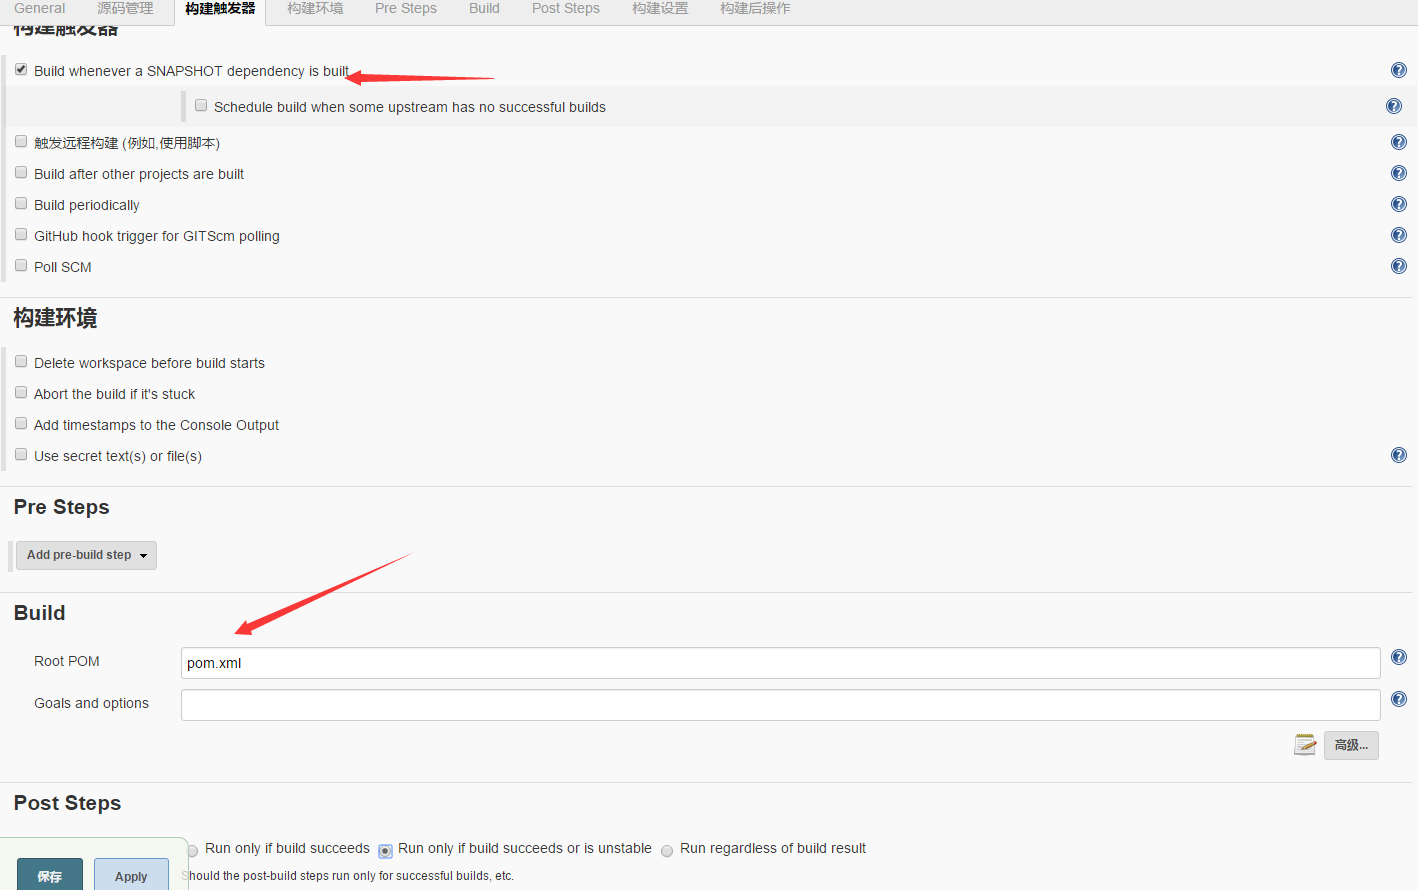 General 源码管理 构建触发器 构建环境 Pre Steps Build Post Steps 构建设置 构建后操作
构建触发器
Build whenever a SNAPSHOT dependency is built
Schedule build when some upstream has no successful builds
触发远程构建 (例如,使用脚本)
Build after other projects are built
Build periodically
GitHub hook trigger for GITScm polling
Poll SCM
构建环境
Delete workspace before build starts
Abort the build if it's stuck
Add timestamps to the Console Output
Use secret text(s) or file(s)
Pre Steps
Add pre-build step
Build
Root POM pom.xml
Goals and options
高级...
Post Steps
Run only if build succeeds Run only if build succeeds or is unstable Run regardless of build result
Should the post-build steps run only for successful builds, etc.
保存 Apply